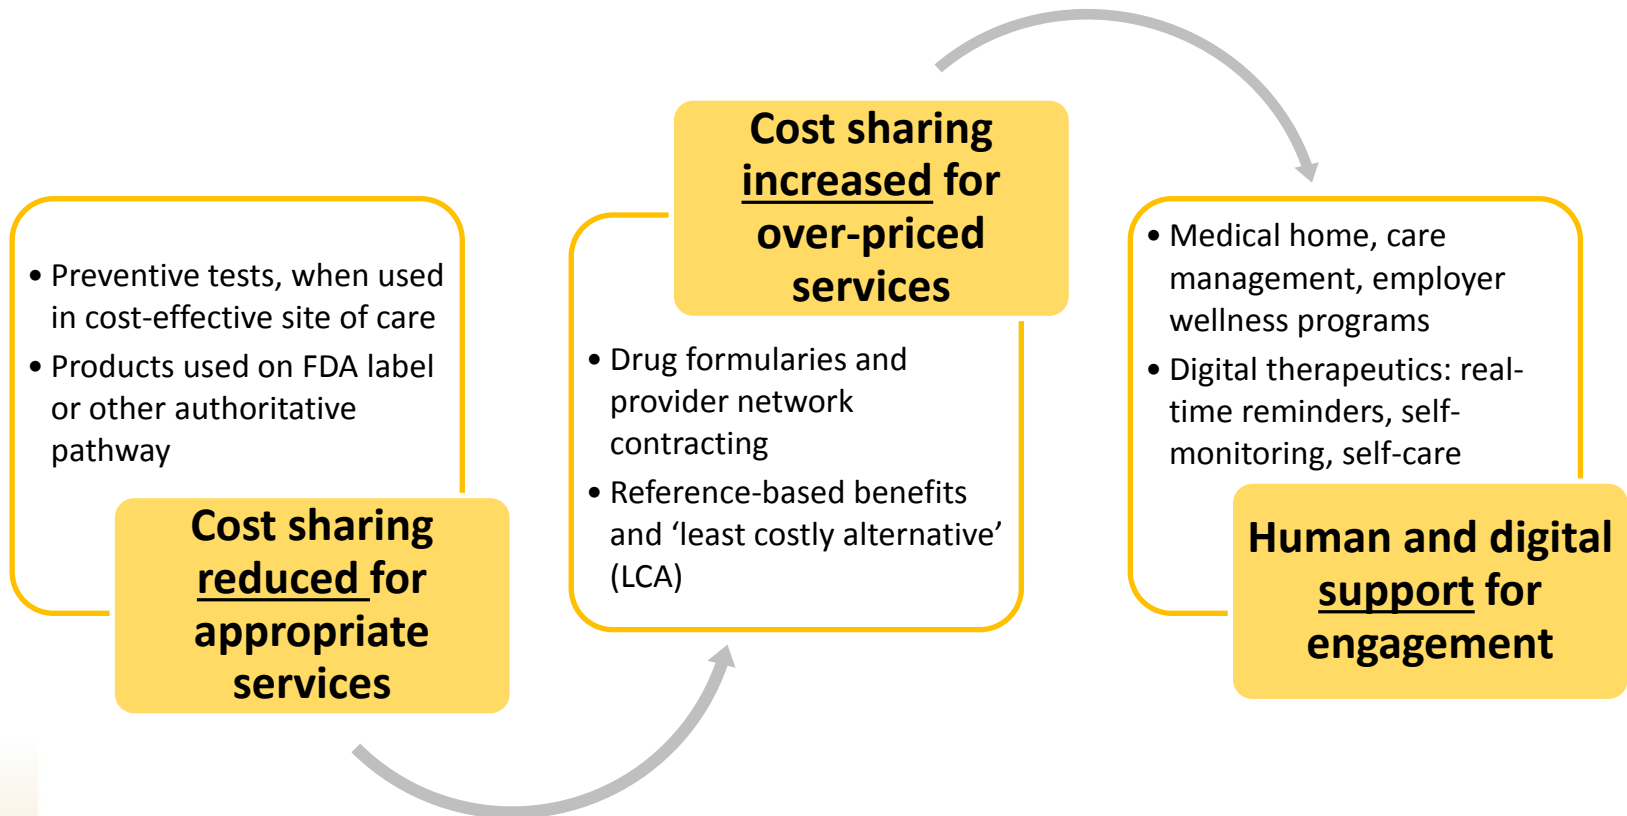 • Preventive tests, when used
in cost-effective site of care
• Products used on FDA label
or other authoritative
pathway
Cost sharing
reduced for
appropriate
services
Cost sharing
increased for
over-priced
services
• Drug formularies and
provider network
contracting
• Reference-based benefits
and ‘least costly alternative’
(LCA)
• Medical home, care
management, employer
wellness programs
• Digital therapeutics: real-
time reminders, self-
monitoring, self-care
Human and digital
support for
engagement